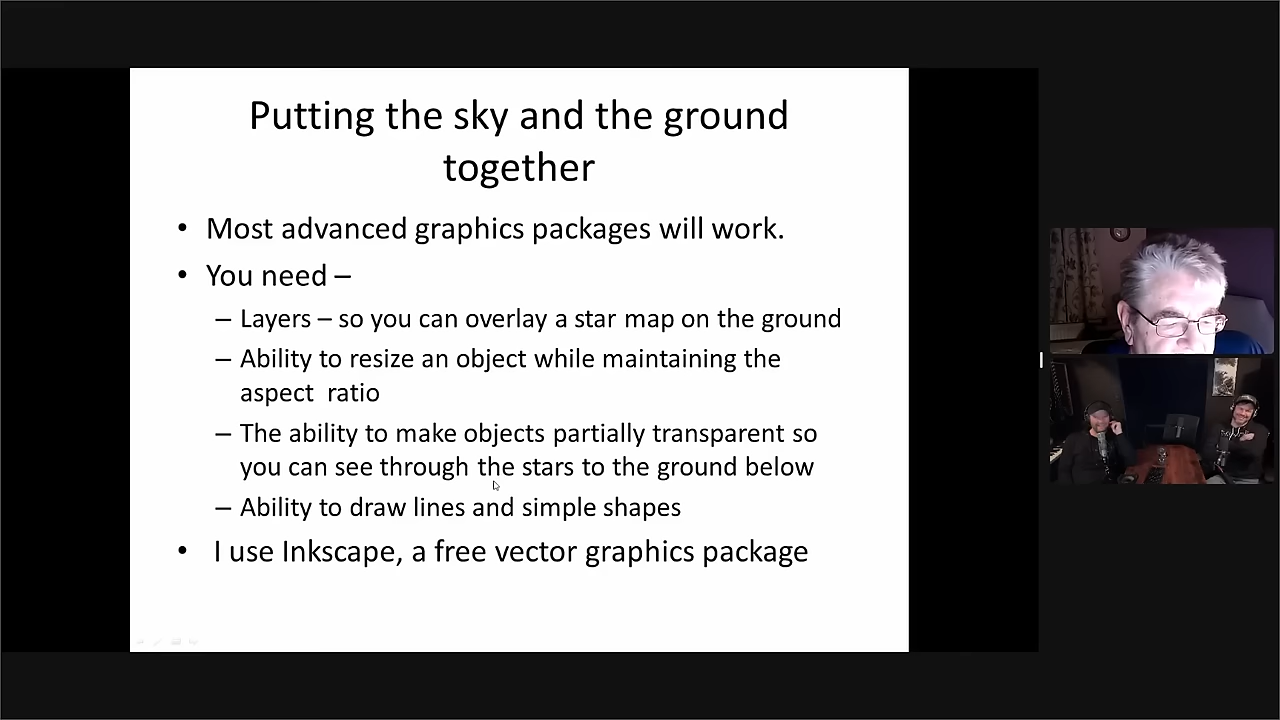 Putting the sky and the ground
together
• Most advanced graphics packages will work.
• You need –
– Layers – so you can overlay a star map on the ground
– Ability to resize an object while maintaining the
aspect  ratio
– The ability to make objects partially transparent so
you can see through the stars to the ground below
– Ability to draw lines and simple shapes
• I use Inkscape, a free vector graphics package